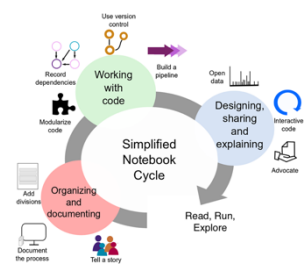 Use version
control
Build a
pipeline
Record
dependencies
Working
with
code
Modularize
code
Open
data
Designing,
sharing
and
explaining
Interactive
code
Advocate
Simplified
Notebook
Cycle
Add
divisions
Organizing
and
documenting
Read, Run,
Explore
Document
the process
Tell a story